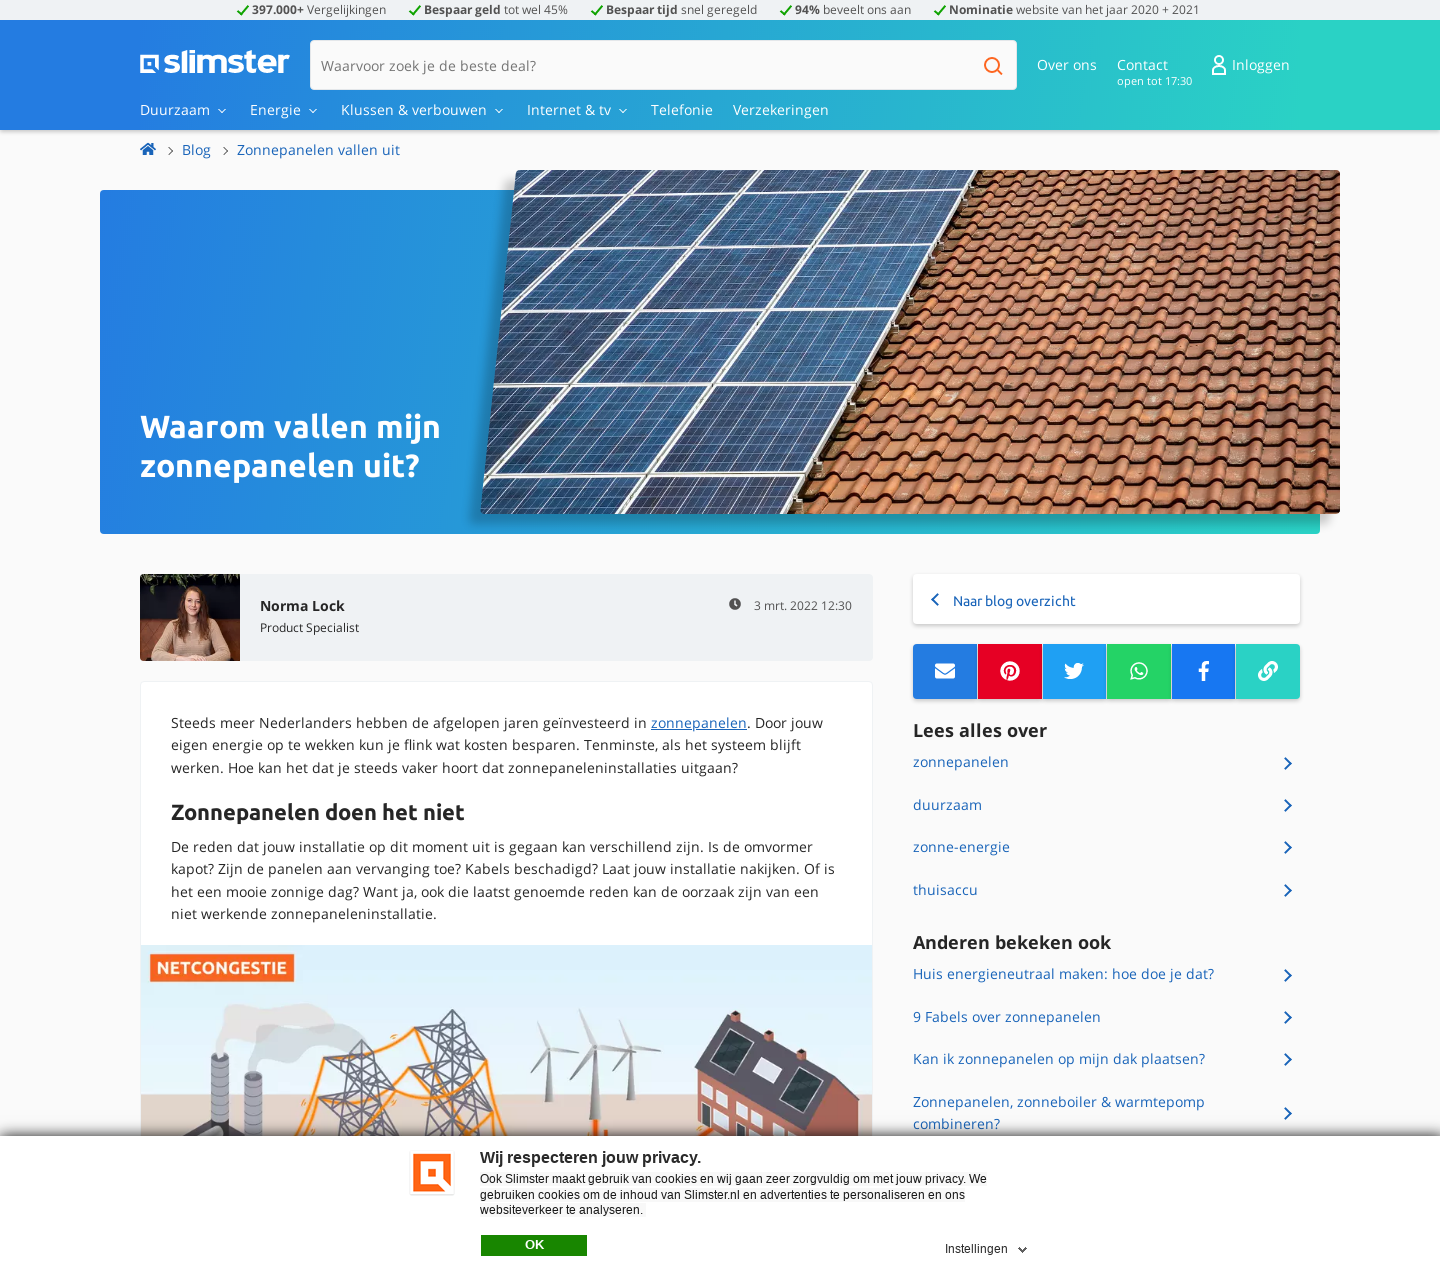 397.000+ Vergelijkingen Bespaar geld tot wel 45% Bespaar tijd snel geregeld 94% beveelt ons aan Nominatie website van het jaar 2020 + 2021
slimster
Waarvoor zoek je de beste deal?
Over ons
Contact
open tot 17:30
Inloggen
Duurzaam Energie Klussen & verbouwen Internet & tv Telefonie Verzekeringen
Blog Zonnepanelen vallen uit
Waarom vallen mijn
zonnepanelen uit?
Norma Lock
Product Specialist
3 mrt. 2022 12:30
Steeds meer Nederlanders hebben de afgelopen jaren geïnvesteerd in zonnepanelen. Door jouw
eigen energie op te wekken kun je flink wat kosten besparen. Tenminste, als het systeem blijft
werken. Hoe kan het dat je steeds vaker hoort dat zonnepaneleninstallaties uitgaan?
Zonnepanelen doen het niet
De reden dat jouw installatie op dit moment uit is gegaan kan verschillend zijn. Is de omvormer
kapot? Zijn de panelen aan vervanging toe? Kabels beschadigd? Laat jouw installatie nakijken. Of is
het een mooie zonnige dag? Want ja, ook die laatst genoemde reden kan de oorzaak zijn van een
niet werkende zonnepaneleninstallatie.
NETCONGESTIE
Naar blog overzicht
Lees alles over
zonnepanelen
duurzaam
zonne-energie
thuisaccu
Anderen bekeken ook
Huis energieneutraal maken: hoe doe je dat?
9 Fabels over zonnepanelen
Kan ik zonnepanelen op mijn dak plaatsen?
Zonnepanelen, zonneboiler & warmtepomp
combineren?
Wij respecteren jouw privacy.
Ook Slimster maakt gebruik van cookies en wij gaan zeer zorgvuldig om met jouw privacy. We
gebruiken cookies om de inhoud van Slimster.nl en advertenties te personaliseren en ons
websiteverkeer te analyseren.
OK
Instellingen